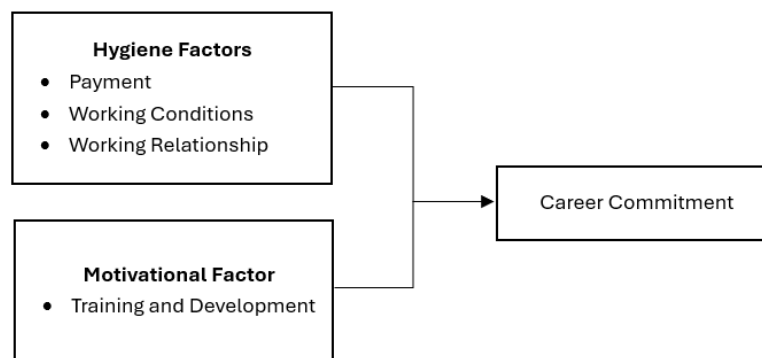 Hygiene Factors
• Payment
• Working Conditions
• Working Relationship
Motivational Factor
• Training and Development
Career Commitment